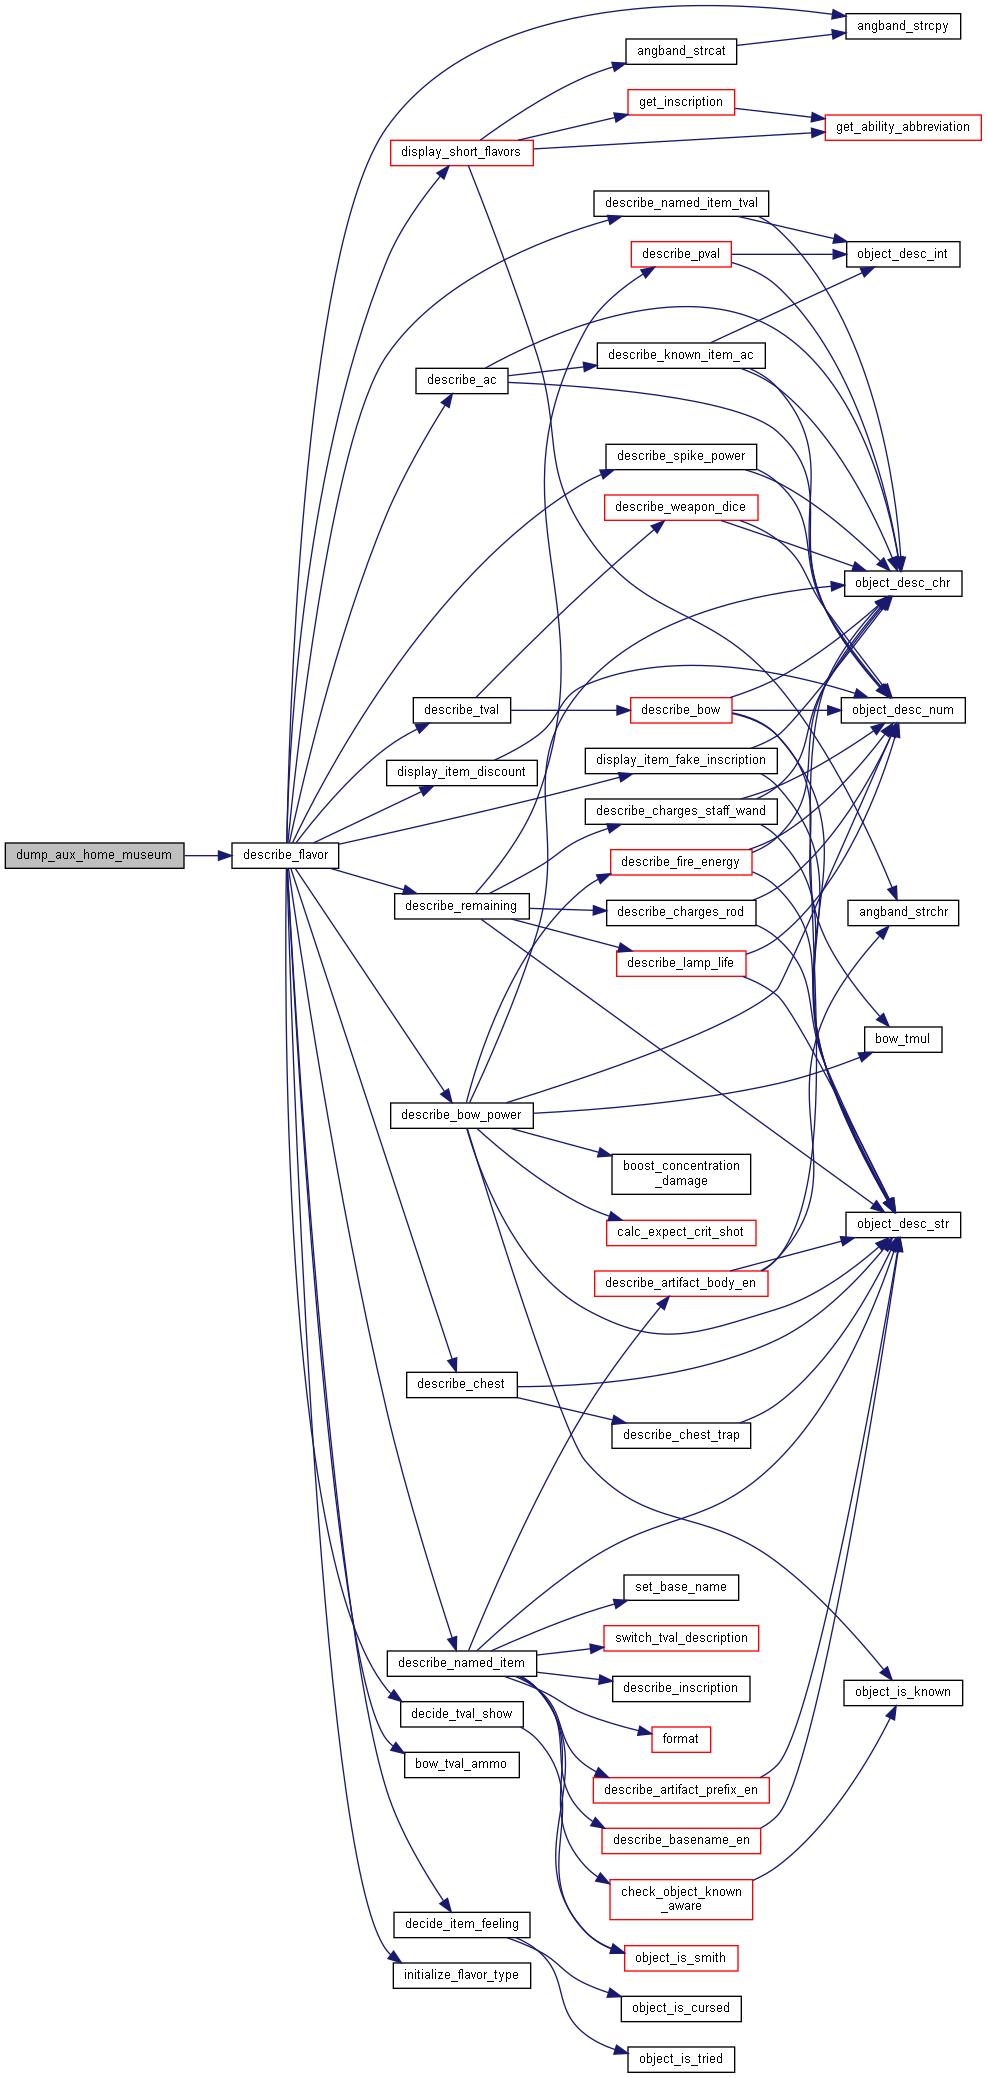 angband_strcpy
angband_strcat
get_inscription
get_ability_abbreviation
display_short_flavors
describe_named_item_tval
describe_pval
object_desc_int
describe_known_item_ac
describe_ac
describe_spike_power
describe_weapon_dice
object_desc_chr
describe_tval
describe_bow
object_desc_num
display_item_fake_inscription
display_item_discount
describe_charges_staff_wand
dump_aux_home_museum
describe_flavor
describe_fire_energy
describe_remaining
describe_charges_rod
angband_strchr
describe_lamp_life
bow_tmul
describe_bow_power
boost_concentration
_damage
calc_expect_crit_shot
object_desc_str
describe_artifact_body_en
describe_chest
describe_chest_trap
set_base_name
switch_tval_description
describe_named_item
describe_inscription
object_is_known
decide_tval_show
format
bow_tval_ammo
describe_artifact_prefix_en
describe_basename_en
check_object_known
_aware
decide_item_feeling
object_is_smith
initialize_flavor_type
object_is_cursed
object_is_tried